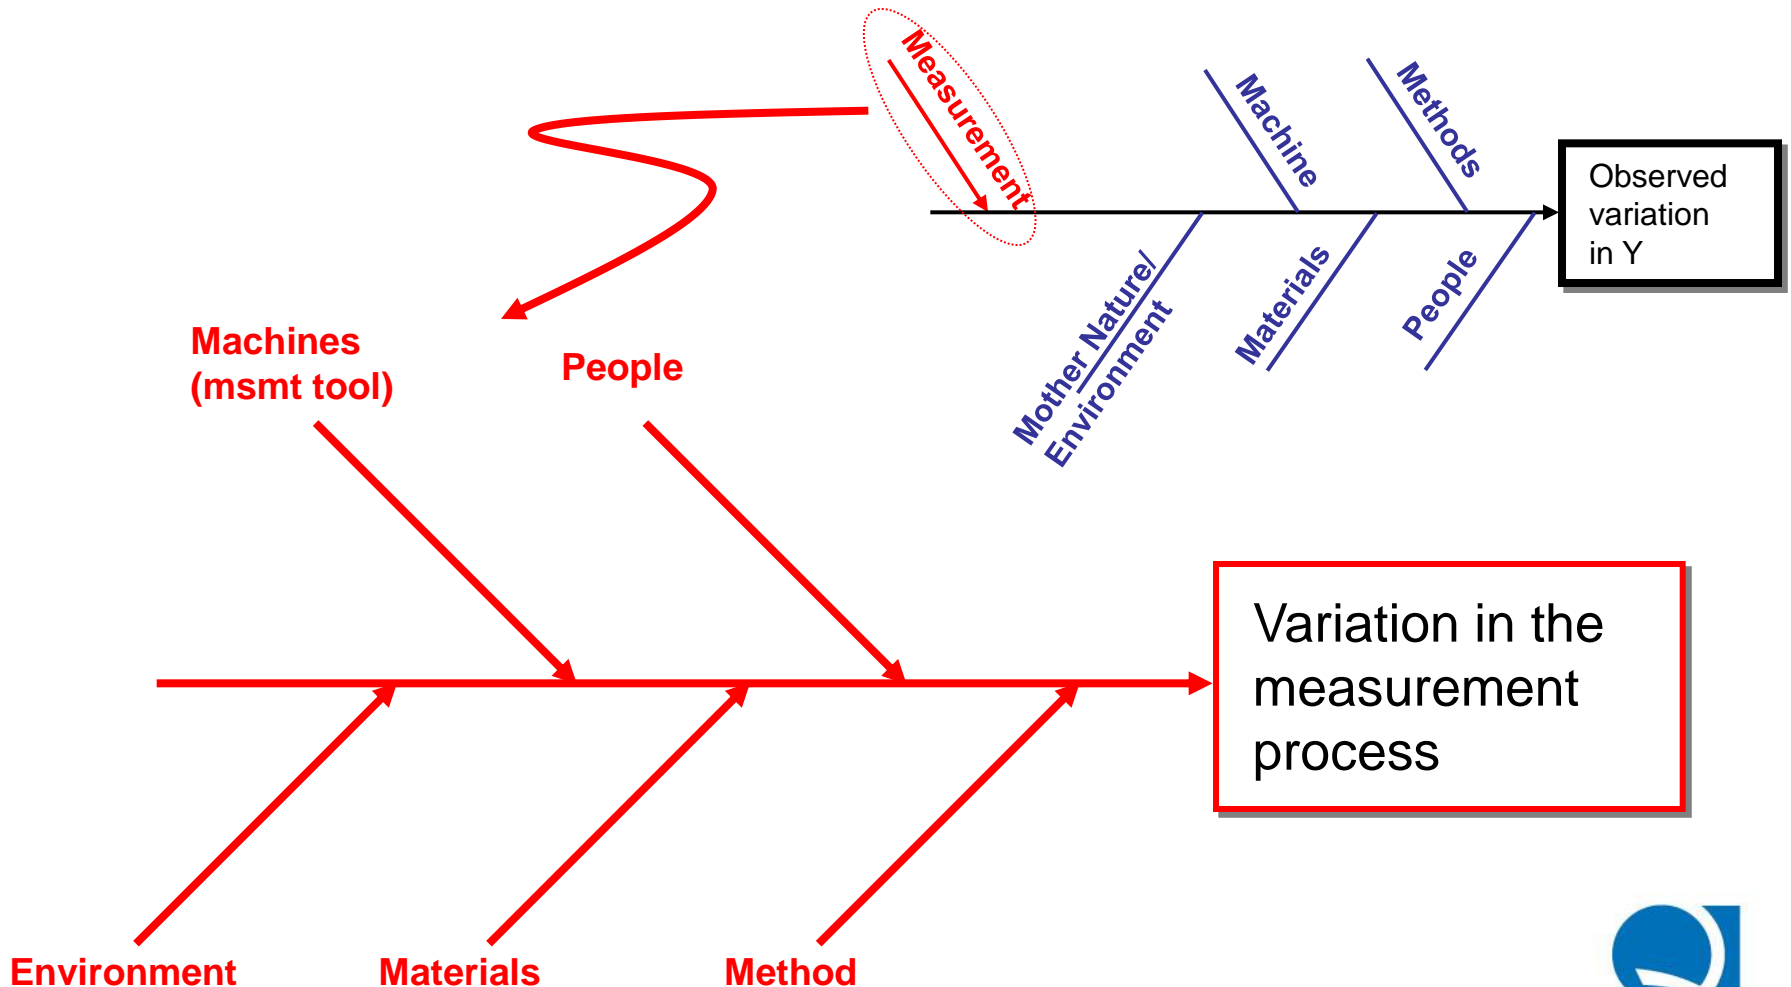 Measurement
Machine
Methods
Observed
variation
in Y
Mother Nature/
Environment
Materials
People
Machines
(msmt tool)
People
Variation in the
measurement
process
Environment
Materials
Method